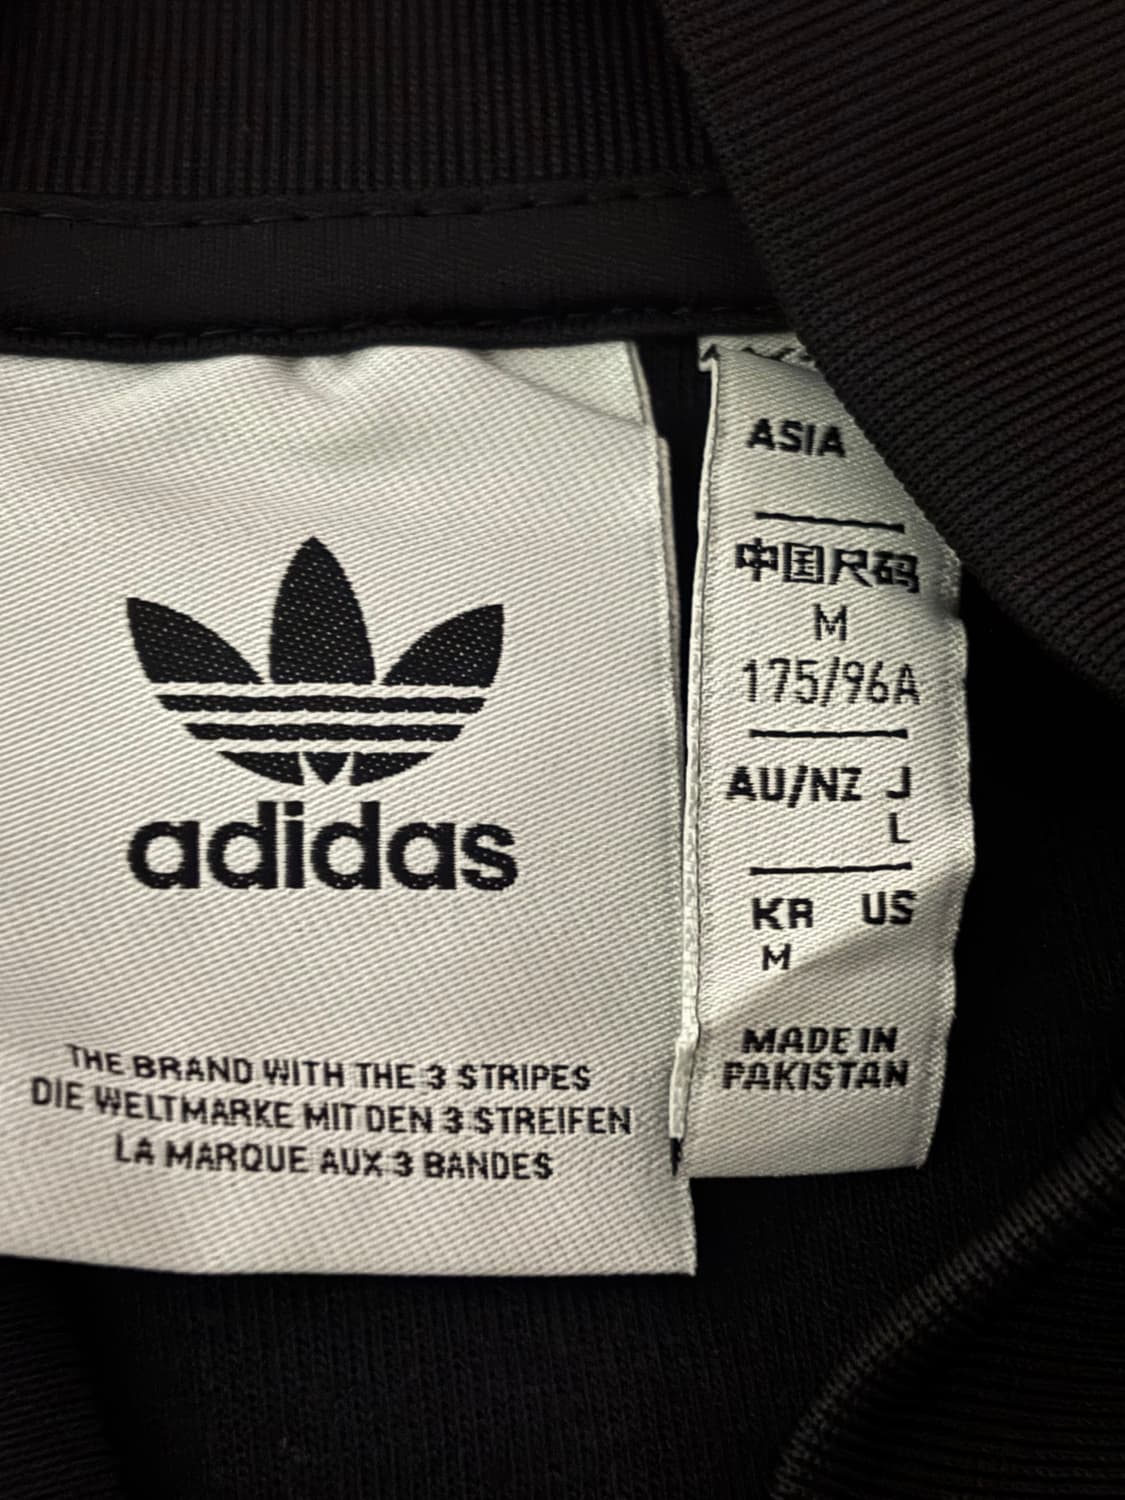 adidas
THE BRAND WITH THE 3 STRIPES
DIE WELTMARKE MIT DEN 3 STREIFEN
LA MARQUE AUX 3 BANDES
ASIA
中国尺码
M
175/96A
AU/NZ J
L
KR US
M
MADE IN
PAKISTAN